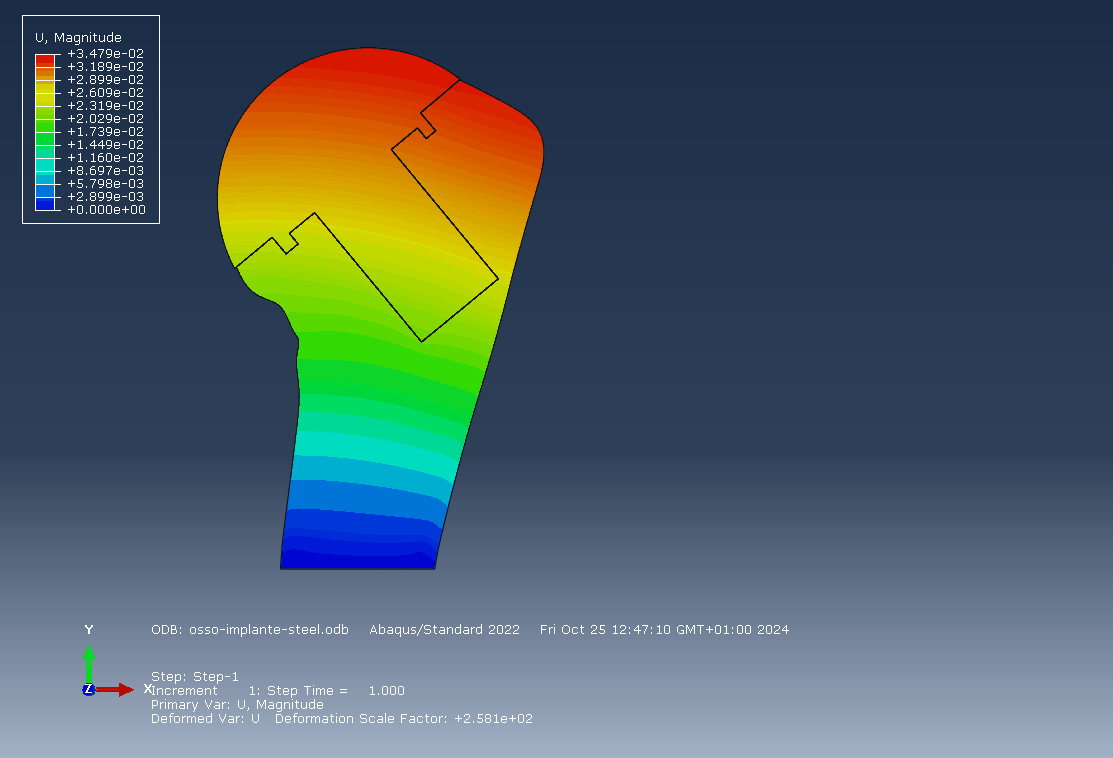 U, Magnitude
+3.479e-02
+3.189e-02
+2.899e-02
+2.609e-02
+2.319e-02
+2.029e-02
+1.739e-02
+1.449e-02
+1.160e-02
+8.697e-03
+5.798e-03
+2.899e-03
+0.000e+00
ODB: osso-implante-steel.odb Abaqus/Standard 2022 Fri Oct 25 12:47:10 GMT+01:00 2024
Y
Z
X
Step: Step-1
Increment 1: Step Time = 1.000
Primary Var: U, Magnitude
Deformed Var: U Deformation Scale Factor: +2.581e+02